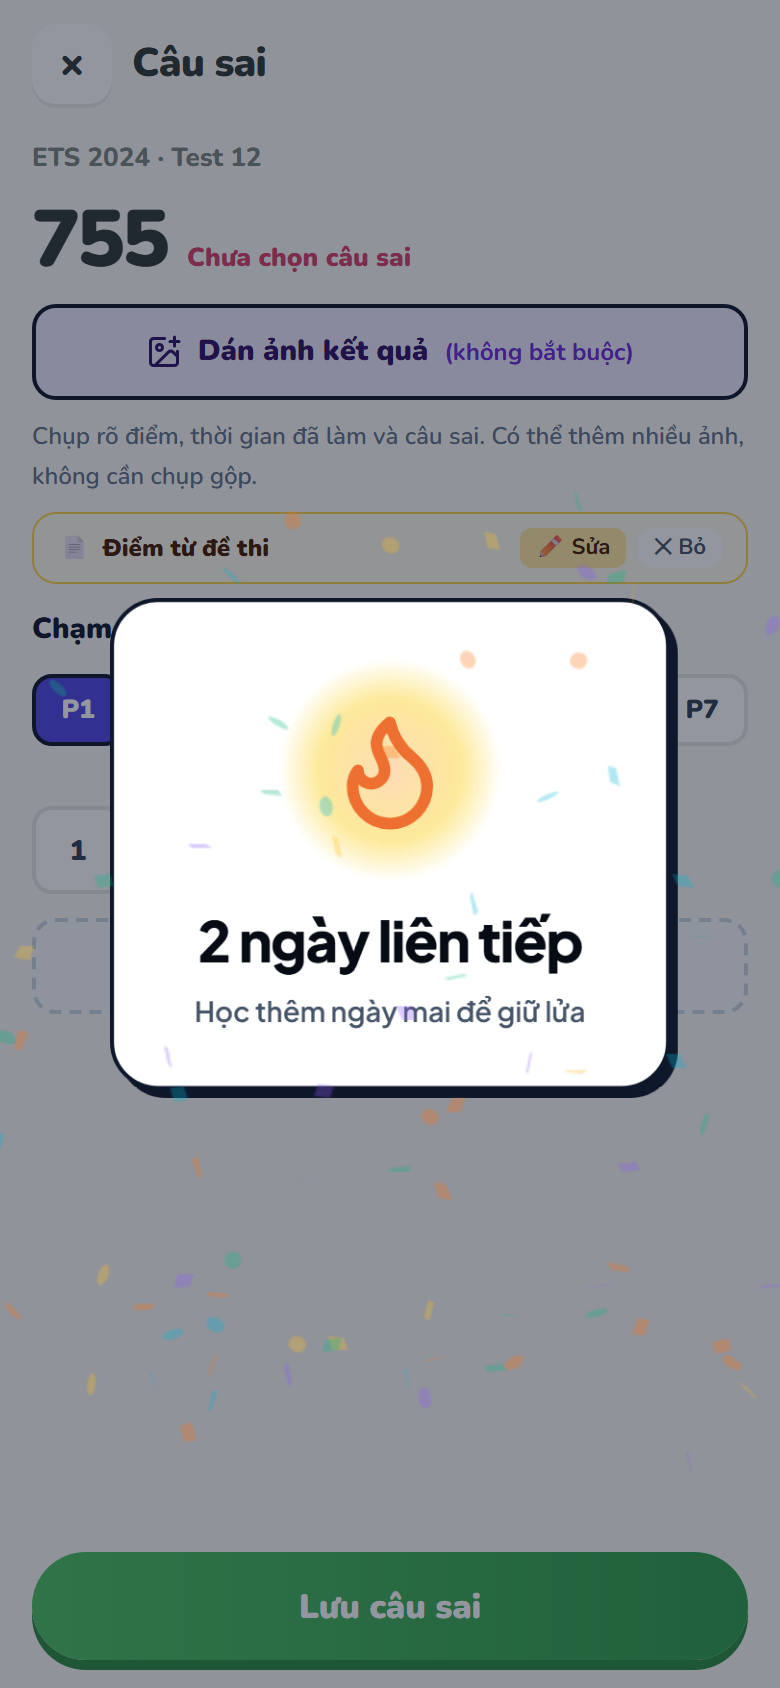 Câu sai
ETS 2024 · Test 12
755 Chưa chọn câu sai
Dán ảnh kết quả (không bắt buộc)
Chụp rõ điểm, thời gian đã làm và câu sai. Có thể thêm nhiều ảnh,
không cần chụp gộp.
Điểm từ đề thi Sửa Bỏ
Chạm
P1 P7
1
2 ngày liên tiếp
Học thêm ngày mai để giữ lửa
Lưu câu sai